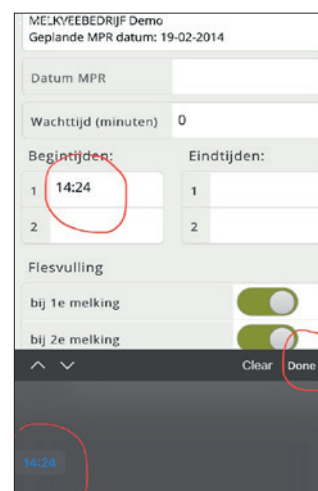 MELKVEEBEDRIJF Demo
Geplande MPR datum: 19-02-2014
Datum MPR
Wachttijd (minuten) 0
Begintijden: Eindtijden:
1 14:24 1
2 2
Flesvulling
bij 1e melking
bij 2e melking
Clear Done
14:24